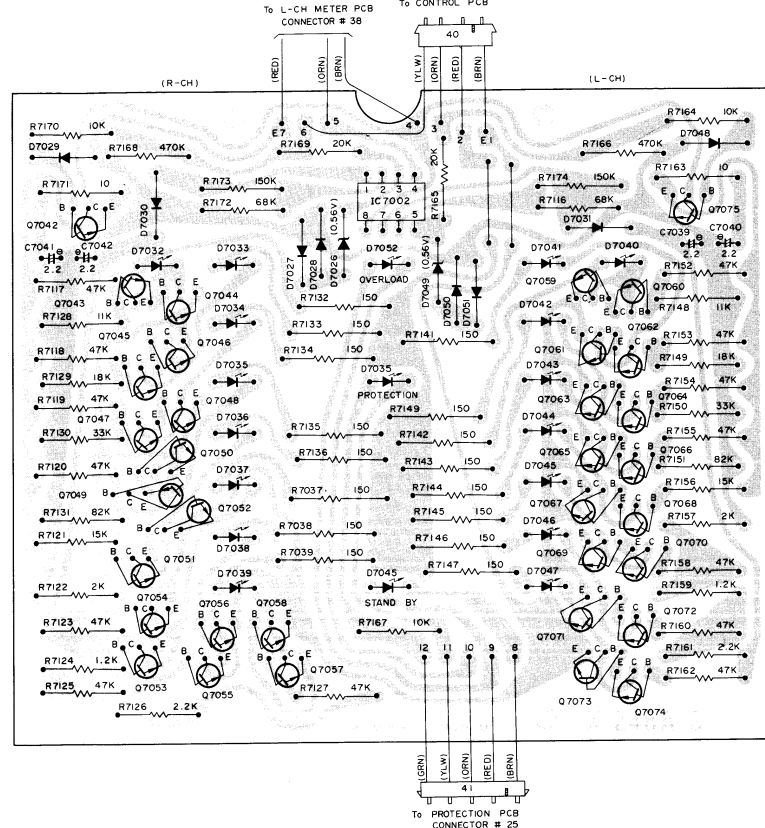 To L-CH METER PCB
CONNECTOR # 38
To CONTROL PCB
40
(RED)
(ORN)
(BRN)
(YLW)
(ORN)
(RED)
(BRN)
(R-CH)
(L-CH)
E7 6 5 4 3 2 E1
R7170 10K
D7029
R7168 470K
R7169 20K
R7165 20K
R7166 470K
R7164 10K
D7048
R7171 10
D7030
R7173 150K
R7172 68K
1 2 3 4
IC7002
8 7 6 5
R7174 150K
R7116 68K
D7031
R7163 10
E C B
Q7075
Q7042
B C E
C7041 e 2.2
e C7042 2.2
C7039 e 2.2
e C7040 2.2
D7032
D7033
D7027
D7028
D7026 (0.56V)
D7052
OVERLOAD
D7049 (0.56V)
D7050
D7051
D7041
D7040
R7152 47K
R7117 47K
Q7043
B C E
Q7044
B C E
R7132 150
Q7059
E C B
Q7060
E C B
R7148 11K
R7128 11K
Q7045
D7034
R7133 150
R7141 150
D7042
Q7062
R7153 47K
R7118 47K
B C E
Q7046
B C E
R7134 150
Q7061
E C B
E C B
R7149 18K
R7129 18K
D7035
D7035
PROTECTION
D7043
R7154 47K
R7119 47K
Q7047
Q7048
R7149 150
Q7063
E C B
Q7064
E C B
R7150 33K
R7130 33K
B C E
B C E
D7036
R7135 150
R7142 150
D7044
R7155 47K
R7120 47K
Q7050
R7136 150
R7143 150
Q7065
E C B
Q7066
E C B
R7151 82K
Q7049
B C E
D7037
R7037 150
R7144 150
D7045
R7156 15K
R7131 82K
Q7052
B C E
R7145 150
Q7067
E C B
Q7068
E C B
R7157 2K
R7121 15K
Q7051
B C E
D7038
R7038 150
R7146 150
D7046
Q7069
E C B
Q7070
E C B
R7039 150
R7147 150
R7158 47K
R7122 2K
D7039
D7045
STAND BY
D7047
R7159 1.2K
Q7054
B C E
Q7056
B C E
Q7058
B C E
R7123 47K
R7167 10K
Q7071
E C B
Q7072
E C B
R7160 47K
12 11 10 9 8
R7161 2.2K
R7124 1.2K
Q7053
B C E
Q7055
B C E
Q7057
B C E
E C B
E C B
R7162 47K
R7125 47K
R7127 47K
Q7073
Q7074
R7126 2.2K
(GRN)
(YLW)
(ORN)
(RED)
(BRN)
41
To PROTECTION PCB
CONNECTOR # 25